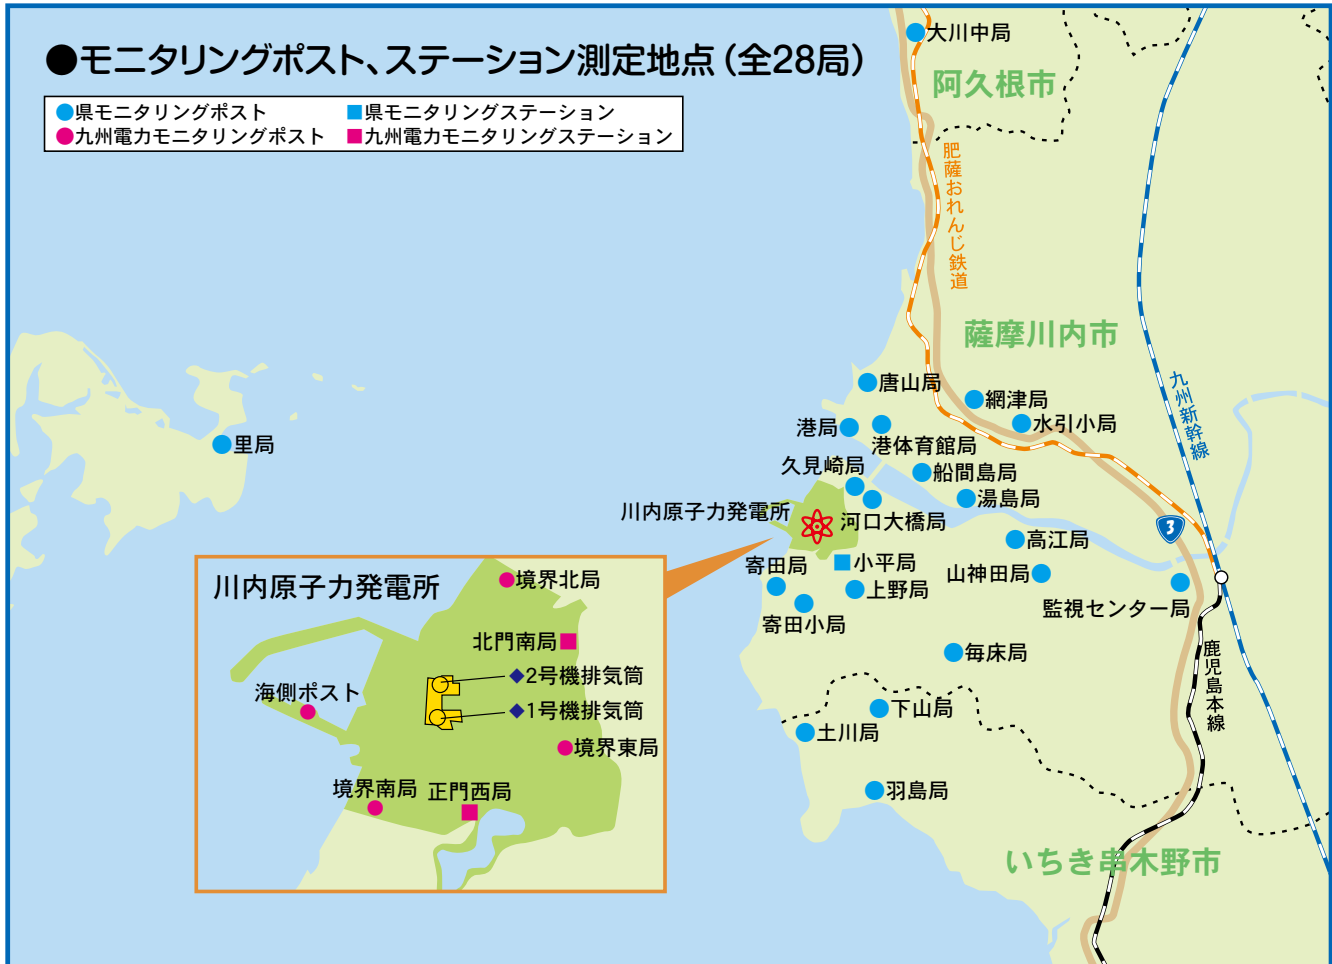 ●モニタリングポスト、ステーション測定地点(全28局)
●県モニタリングポスト ■県モニタリングステーション
●九州電力モニタリングポスト ■九州電力モニタリングステーション
大川中局
阿久根市
肥薩おれんじ鉄道
薩摩川内市
九州新幹線
唐山局
網津局
水引小局
港局
港体育館局
里局
久見崎局
船間島局
湯島局
川内原子力発電所
河口大橋局
3
高江局
小平局
寄田局
上野局
山神田局
監視センター局
寄田小局
毎床局
鹿児島本線
下山局
土川局
羽島局
いちき串木野市
川内原子力発電所
境界北局
北門南局
◆2号機排気筒
海側ポスト
◆1号機排気筒
境界東局
境界南局
正門西局